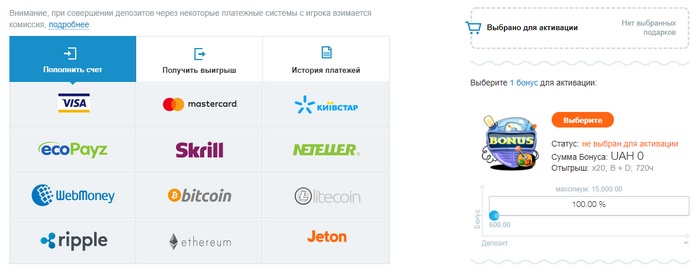 Внимание, при совершении депозитов через некоторые платежные системы с игрока взимается
комиссия, подробнее
Пополнить счет
Получить выигрыш
История платежей
VISA
mastercard.
КИЇВСТАР
ecoPayz
Skrill
NETELLER.
WebMoney
bitcoin
litecoin
ripple
ethereum
Jeton
Выбрано для активации
Нет выбранных
подарков
Выберите 1 бонус для активации:
BONUS
Выберите
Статус: не выбран для активации
Сумма Бонуса: UAH 0
Отыгрыш: x20; B + D; 720ч
максимум: 15,000.00
100.00 %
Бонус
600.00
Депозит